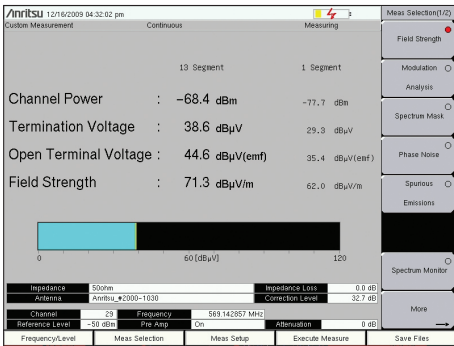 Anritsu 12/16/2009 04:32:02 pm
Custom Measurement Continuous Measuring
13 Segment 1 Segment
Channel Power : -68.4 dBm -77.7 dBm
Termination Voltage : 38.6 dBµV 29.3 dBµV
Open Terminal Voltage : 44.6 dBµV(emf) 35.4 dBµV(emf)
Field Strength : 71.3 dBµV/m 62.0 dBµV/m
0 60 [dBµV] 120
Impedance 50ohm Impedance Loss 0.0 dB
Antenna Anritsu_#2000-1030 Correction Level 32.7 dB
Channel 29 Frequency 569.142857 MHz
Reference Level -50 dBm Pre Amp On Attenuation 0 dB
Frequency/Level Meas Selection Meas Setup Execute Measure Save Files
Meas Selection(1/2)
Field Strength
Modulation
Analysis
Spectrum Mask
Phase Noise
Spurious
Emissions
Spectrum Monitor
More